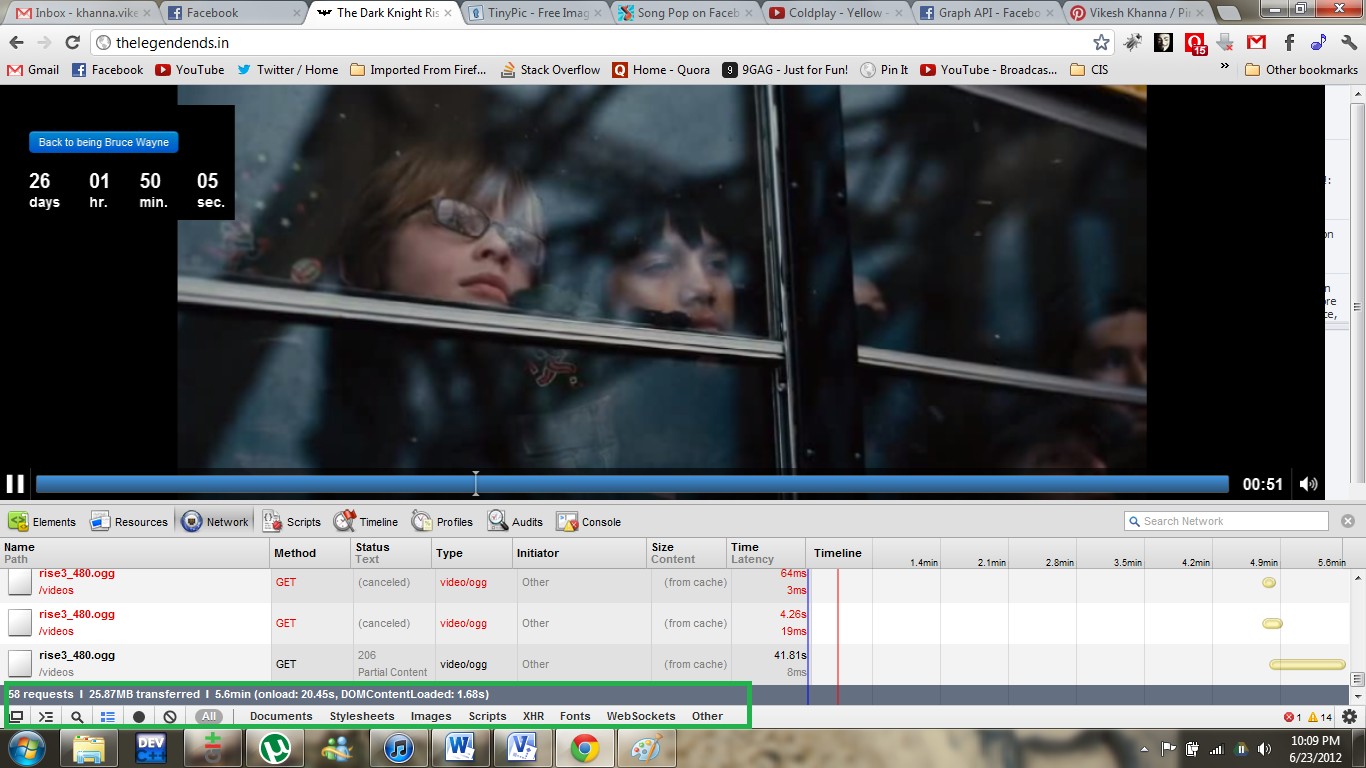 Inbox - khanna.vike
Facebook
The Dark Knight Ris
TinyPic - Free Imag
Song Pop on Faceb
Coldplay - Yellow -
Graph API - Facebo
Vikesh Khanna / Pin
thelegendends.in
15
Gmail
Facebook
YouTube
Twitter / Home
Imported From Firef...
Stack Overflow
Home - Quora
9 9GAG - Just for Fun!
Pin It
YouTube - Broadcas...
CIS
»
Other bookmarks
Back to being Bruce Wayne
26 01 50 05
days hr. min. sec.
!:
on
n
ore
ce,
00:51
Elements
Resources
Network
Scripts
Timeline
Profiles
Audits
Console
Search Network
Name Method Status Type Initiator Size Time Timeline
Path Text Content Latency 1.4min 2.1min 2.8min 3.5min 4.2min 4.9min 5.6min
rise3_480.ogg GET (canceled) video/ogg Other (from cache) 64ms
/videos 3ms
rise3_480.ogg GET (canceled) video/ogg Other (from cache) 4.26s
/videos 19ms
rise3_480.ogg GET 206 video/ogg Other (from cache) 41.81s
/videos Partial Content 8ms
58 requests I 25.87MB transferred I 5.6min (onload: 20.45s, DOMContentLoaded: 1.68s)
All Documents Stylesheets Images Scripts XHR Fonts WebSockets Other
1 14
DEV
C++
W
V
10:09 PM
6/23/2012